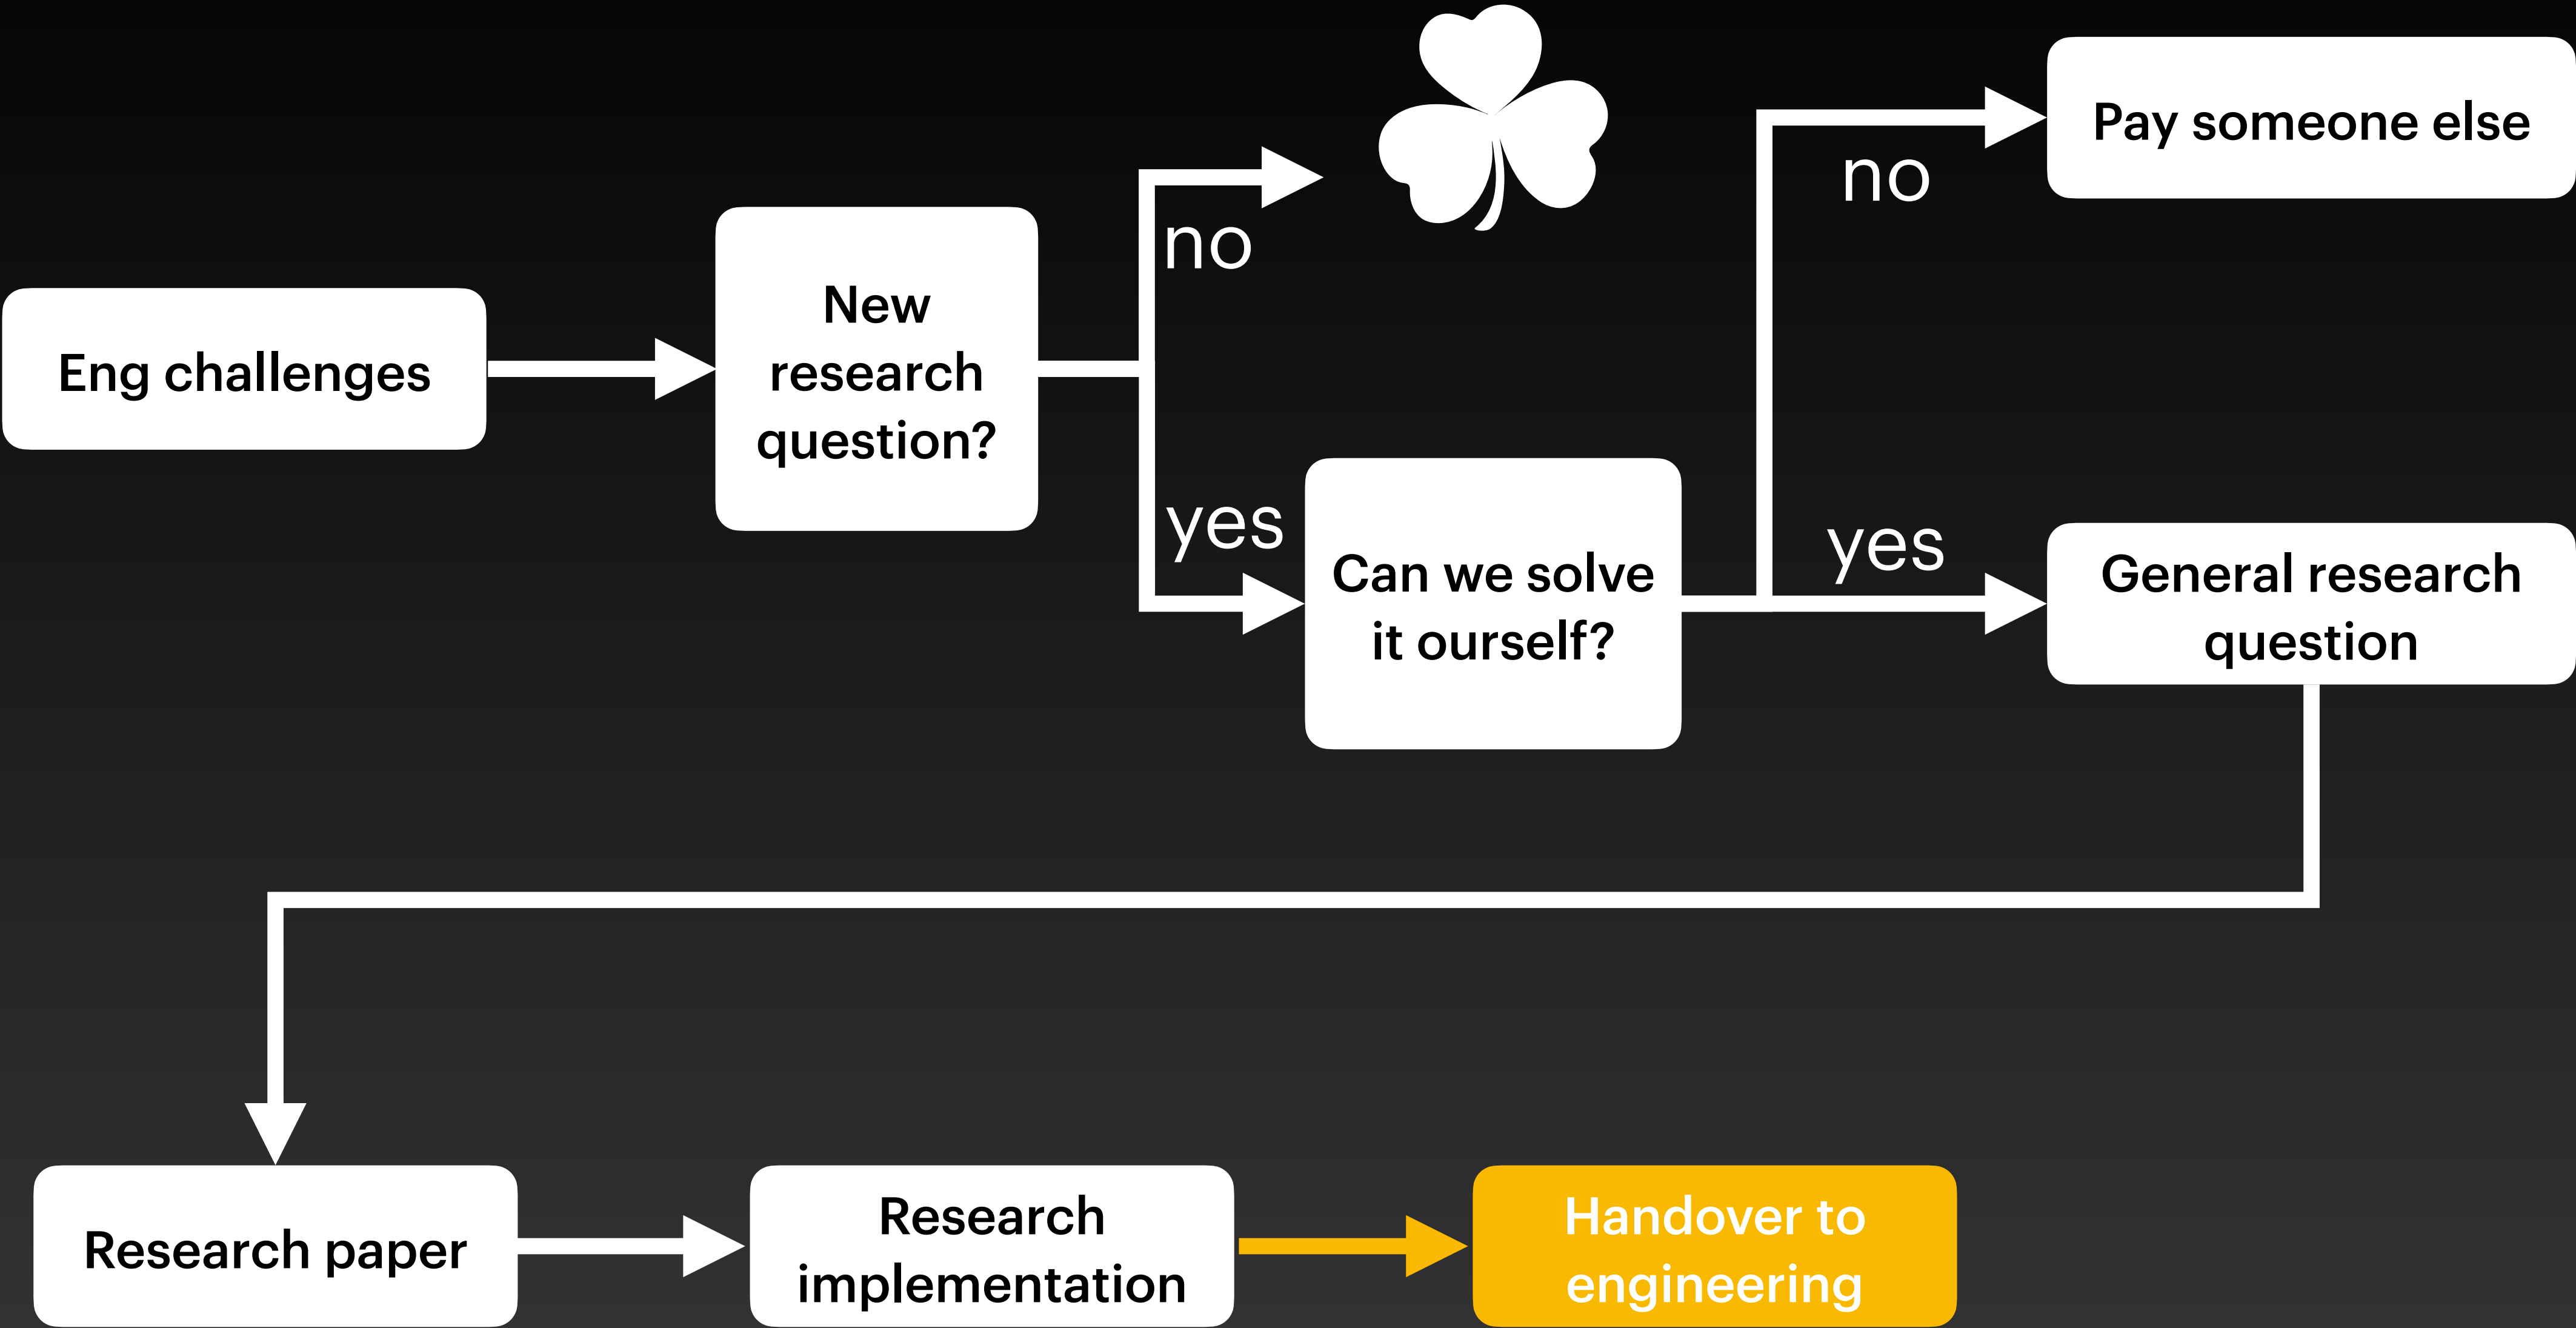 Pay someone else
no
no
New
research
question?
Eng challenges
yes
yes
Can we solve
it ourself?
General research
question
Research paper
Research
implementation
Handover to
engineering